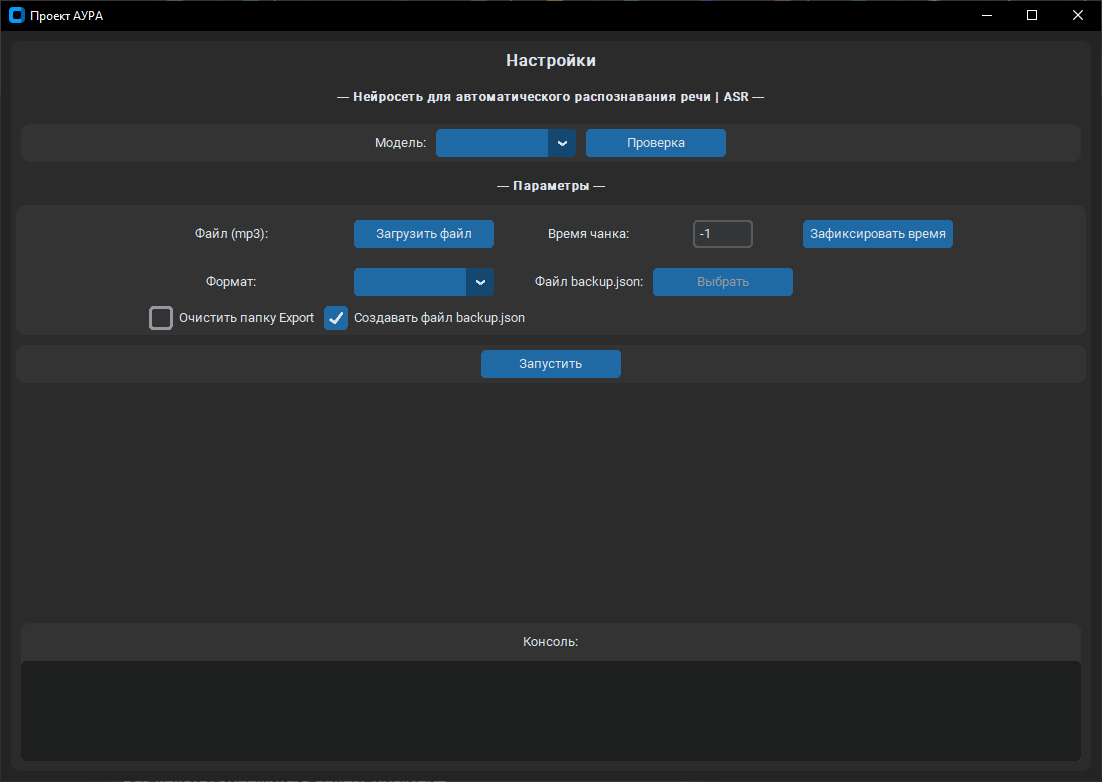 Проект АУРА
Настройки
--- Нейросеть для автоматического распознавания речи | ASR ---
Модель: Проверка
--- Параметры ---
Файл (mp3): Загрузить файл Время чанка: -1 Зафиксировать время
Формат: Файл backup.json: Выбрать
Очистить папку Export Создавать файл backup.json
Запустить
Консоль: